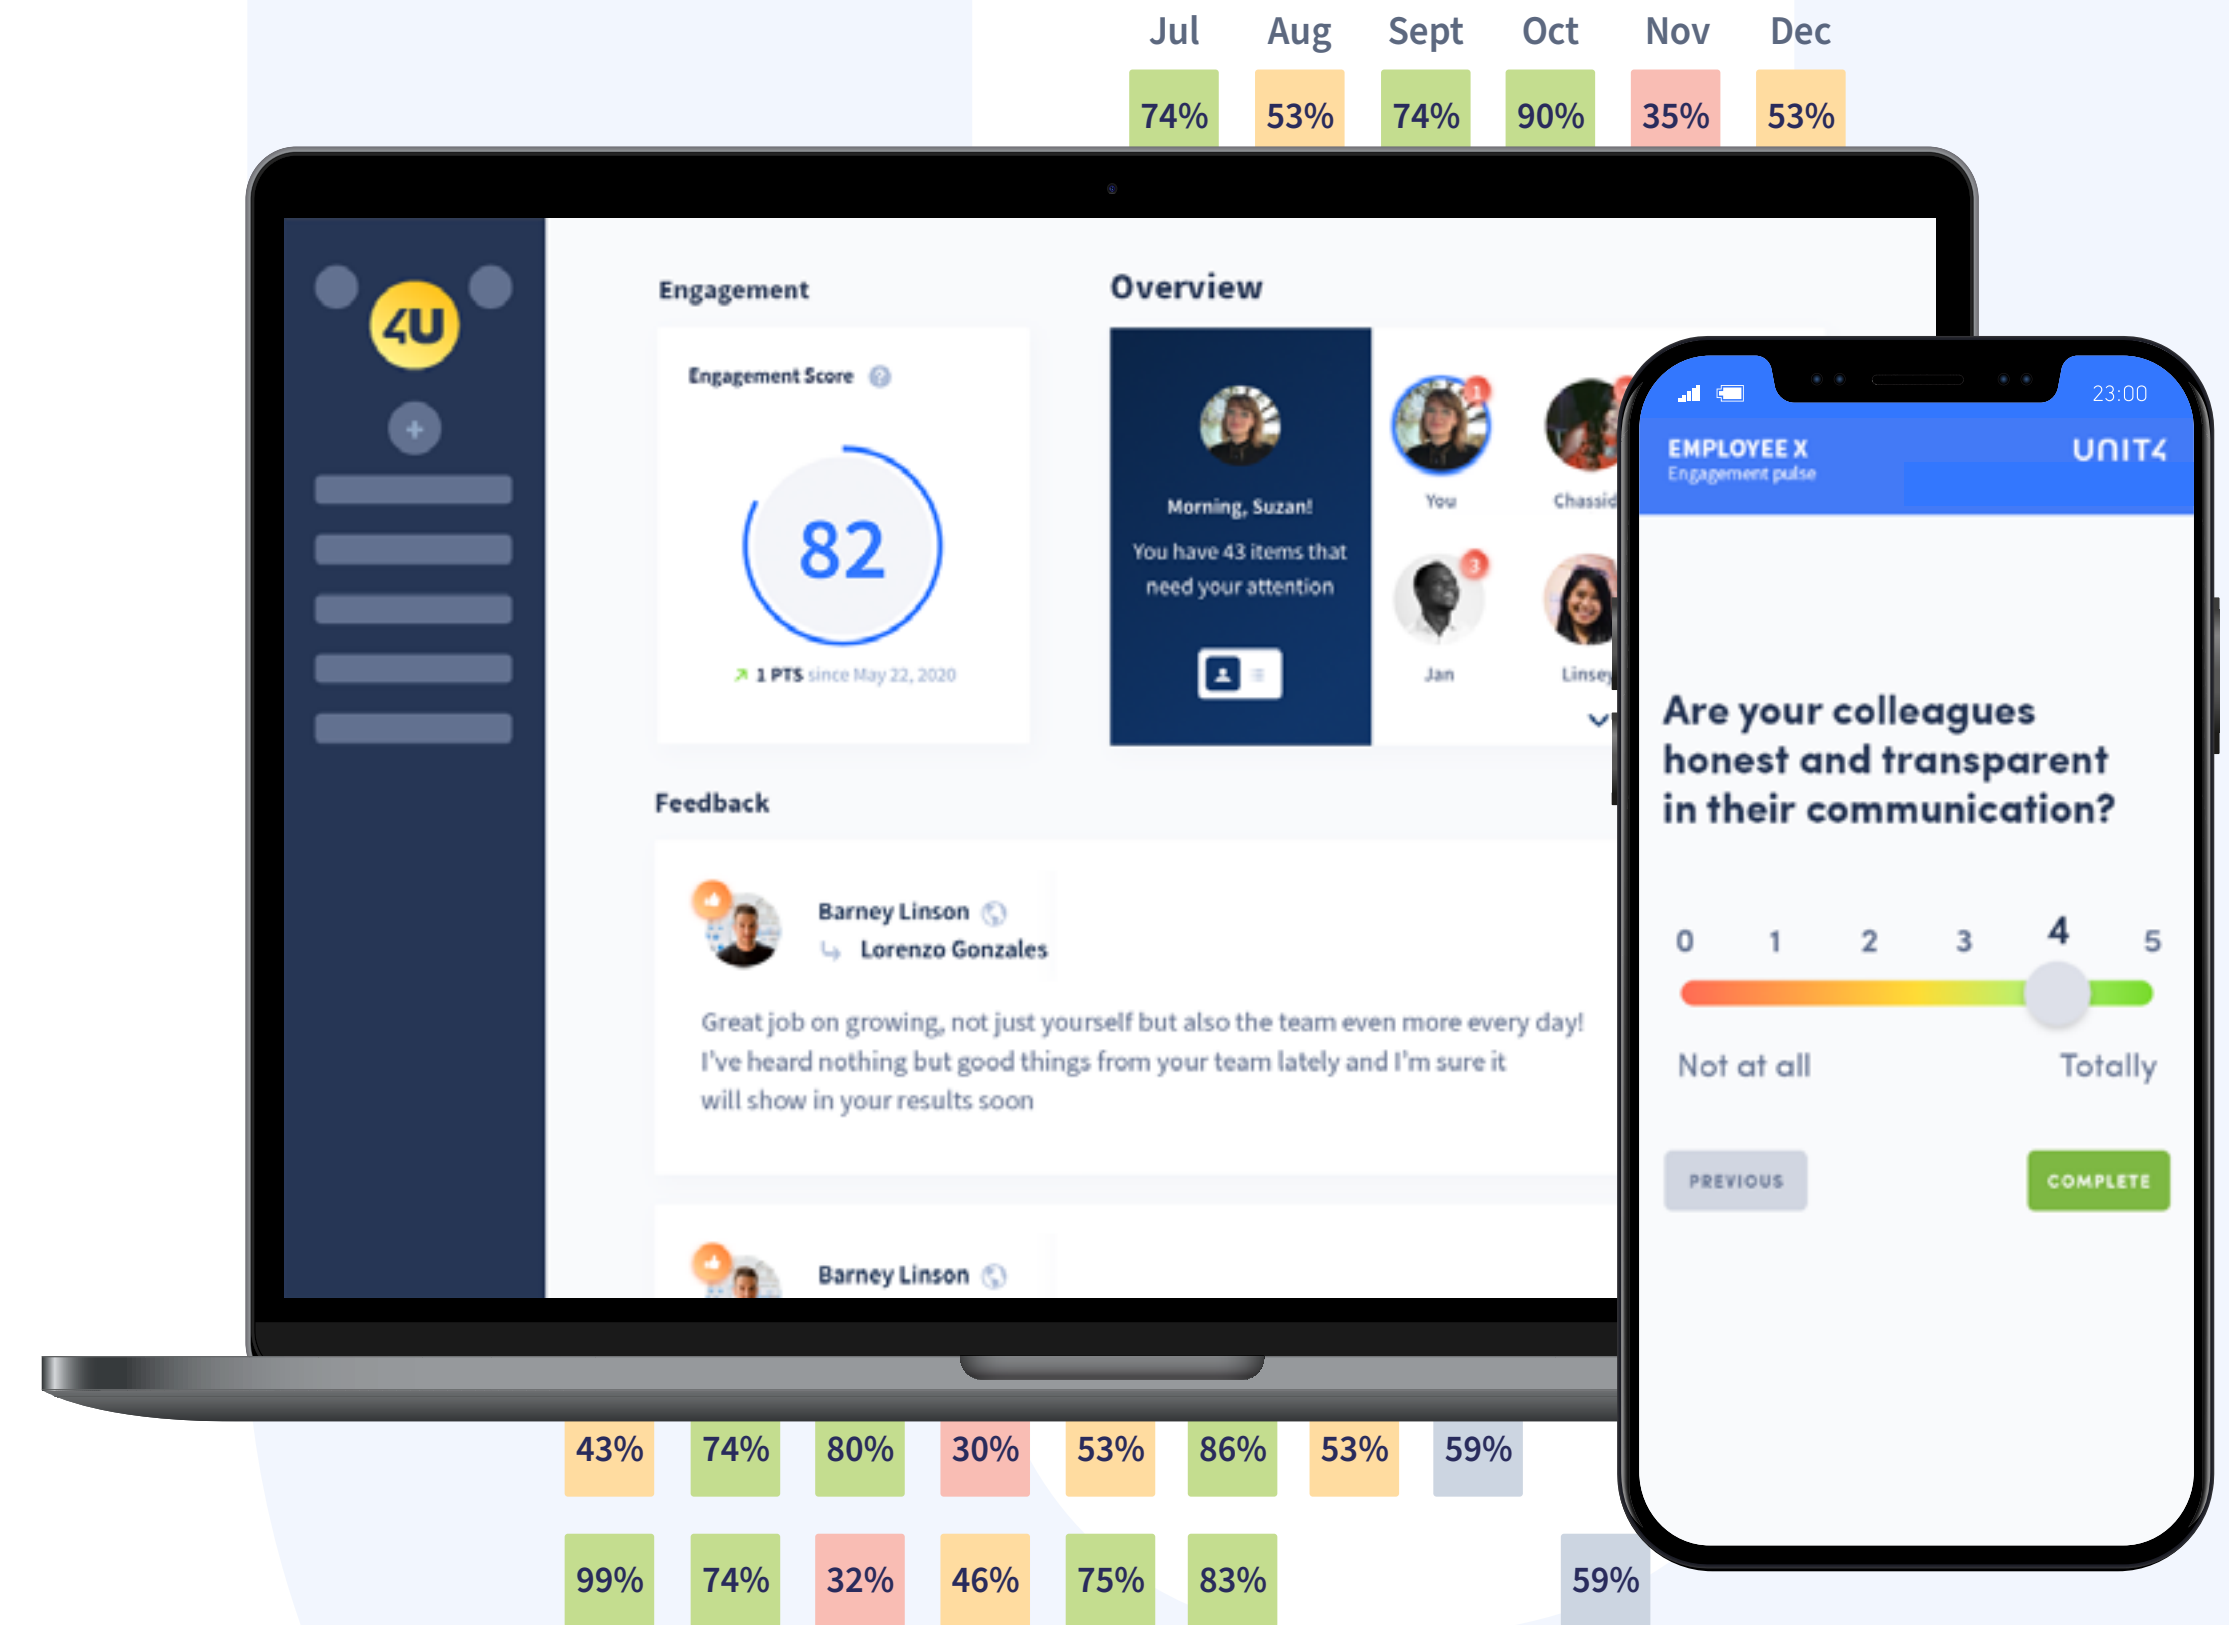 Jul Aug Sept Oct Nov Dec
74% 53% 74% 90% 35% 53%
4U
+
Engagement
Engagement Score ?
82
1 PTS since May 22, 2020
Overview
Morning, Suzan!
You have 43 items that
need your attention
1
You
Chassid
3
Jan
Linsey
Feedback
Barney Linson
Lorenzo Gonzales
Great job on growing, not just yourself but also the team even more every day!
I've heard nothing but good things from your team lately and I'm sure it
will show in your results soon
Barney Linson
23:00
EMPLOYEE X
UNIT4
Engagement pulse
Are your colleagues
honest and transparent
in their communication?
0 1 2 3 4 5
Not at all Totally
PREVIOUS COMPLETE
43% 74% 80% 30% 53% 86% 53% 59%
99% 74% 32% 46% 75% 83% 59%